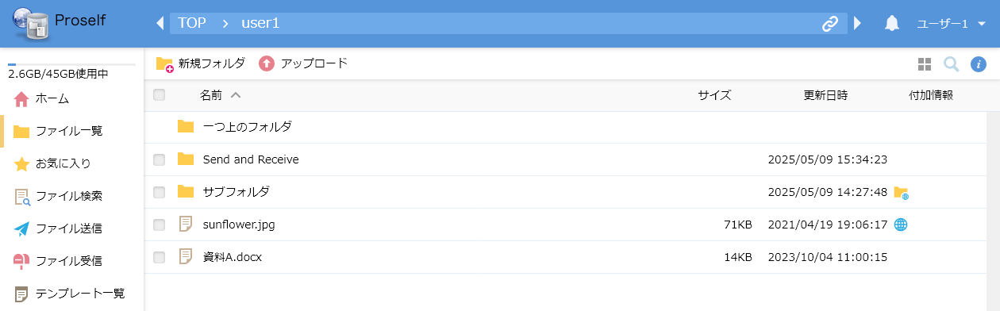 Proself
TOP > user1
ユーザー1
2.6GB/45GB使用中
ホーム
ファイル一覧
お気に入り
ファイル検索
ファイル送信
ファイル受信
テンプレート一覧
新規フォルダ アップロード
名前 サイズ 更新日時 付加情報
一つ上のフォルダ
Send and Receive 2025/05/09 15:34:23
サブフォルダ 2025/05/09 14:27:48
sunflower.jpg 71KB 2021/04/19 19:06:17
資料A.docx 14KB 2023/10/04 11:00:15